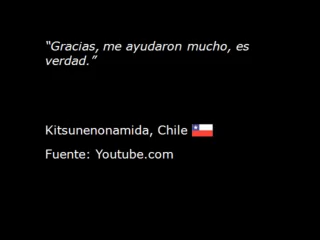 “Gracias, me ayudaron mucho, es
verdad.”
Kitsunenonamida, Chile
Fuente: Youtube.com